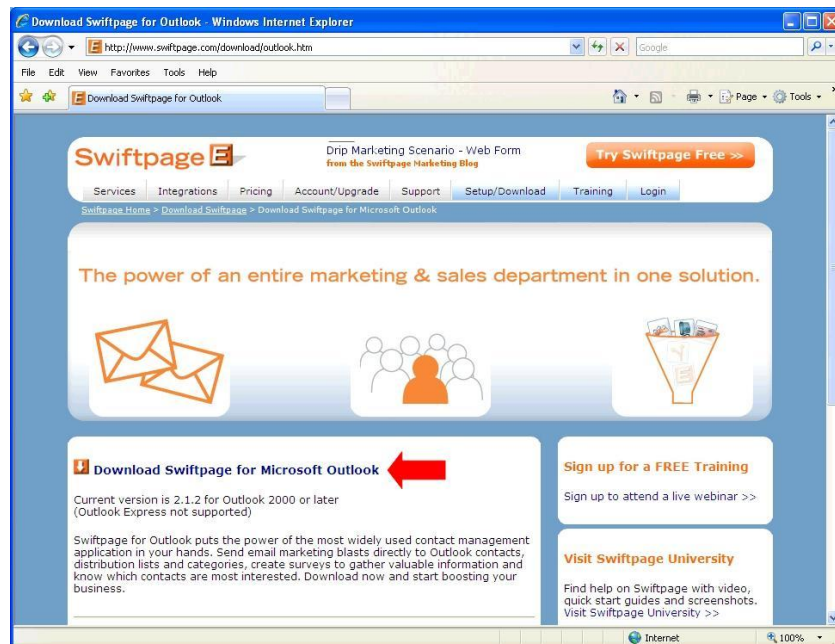 Download Swiftpage for Outlook - Windows Internet Explorer
http://www.swiftpage.com/download/outlook.htm
Google
File Edit View Favorites Tools Help
Download Swiftpage for Outlook
Page Tools
Swiftpage E
Drip Marketing Scenario - Web Form
from the Swiftpage Marketing Blog
Try Swiftpage Free >>
Services Integrations Pricing Account/Upgrade Support Setup/Download Training Login
Swiftpage Home > Download Swiftpage > Download Swiftpage for Microsoft Outlook
The power of an entire marketing & sales department in one solution.
Download Swiftpage for Microsoft Outlook
Current version is 2.1.2 for Outlook 2000 or later
(Outlook Express not supported)
Swiftpage for Outlook puts the power of the most widely used contact management
application in your hands. Send email marketing blasts directly to Outlook contacts,
distribution lists and categories, create surveys to gather valuable information and
know which contacts are most interested. Download now and start boosting your
business.
Sign up for a FREE Training
Sign up to attend a live webinar >>
Visit Swiftpage University
Find help on Swiftpage with video,
quick start guides and screenshots.
Visit Swiftpage University >>
Internet
100%